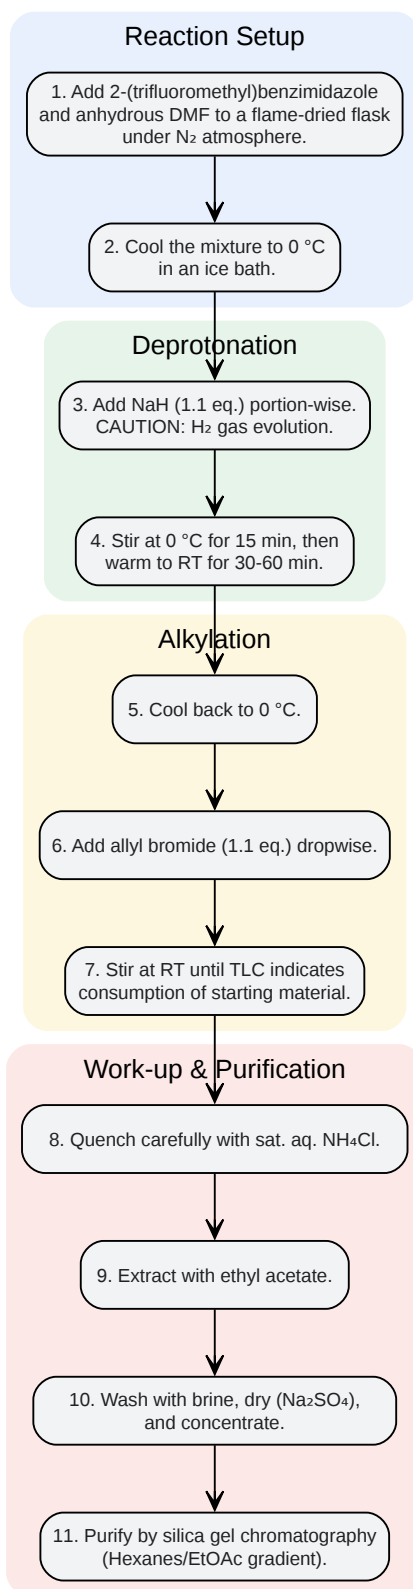 Reaction Setup
1. Add 2-(trifluoromethyl)benzimidazole
and anhydrous DMF to a flame-dried flask
under N₂ atmosphere.
2. Cool the mixture to 0 °C
in an ice bath.
Deprotonation
3. Add NaH (1.1 eq.) portion-wise.
CAUTION: H₂ gas evolution.
4. Stir at 0 °C for 15 min, then
warm to RT for 30-60 min.
Alkylation
5. Cool back to 0 °C.
6. Add allyl bromide (1.1 eq.) dropwise.
7. Stir at RT until TLC indicates
consumption of starting material.
Work-up & Purification
8. Quench carefully with sat. aq. NH₄Cl.
9. Extract with ethyl acetate.
10. Wash with brine, dry (Na₂SO₄),
and concentrate.
11. Purify by silica gel chromatography
(Hexanes/EtOAc gradient).